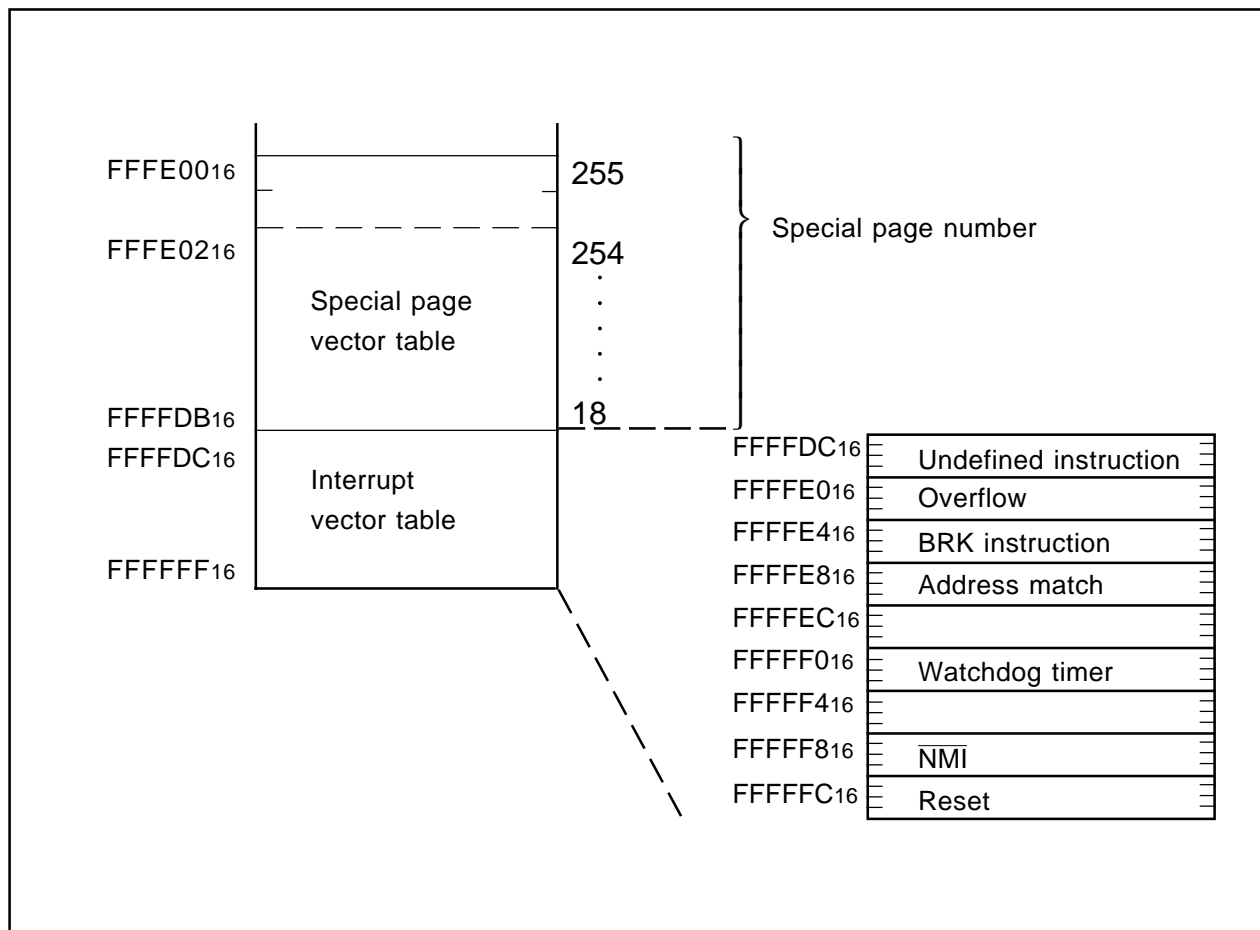 FFFE0016
255
Special page number
FFFE0216
254
Special page
vector table
FFFFDB16
18
FFFFDC16
Interrupt
vector table
FFFFFF16
FFFFDC16 Undefined instruction
FFFFE016 Overflow
FFFFE416 BRK instruction
FFFFE816 Address match
FFFFEC16
FFFFF016 Watchdog timer
FFFFF416
FFFFF816 N̅M̅I̅
FFFFFC16 Reset